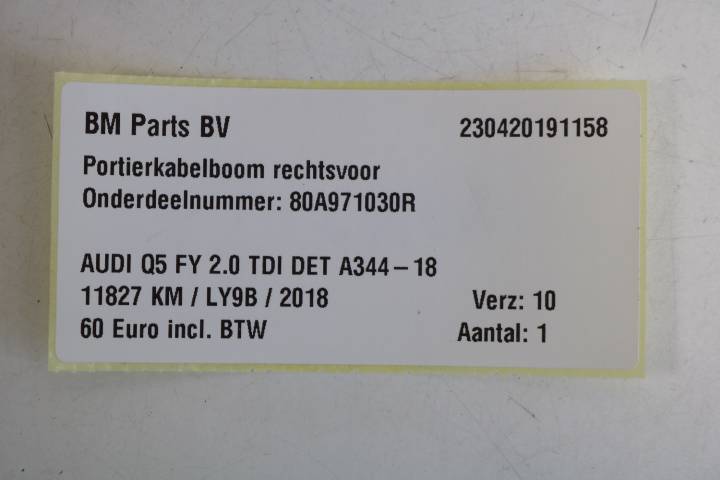 BM Parts BV 230420191158
Portierkabelboom rechtsvoor
Onderdeelnummer: 80A971030R
AUDI Q5 FY 2.0 TDI DET A344–18
11827 KM / LY9B / 2018 Verz: 10
60 Euro incl. BTW Aantal: 1